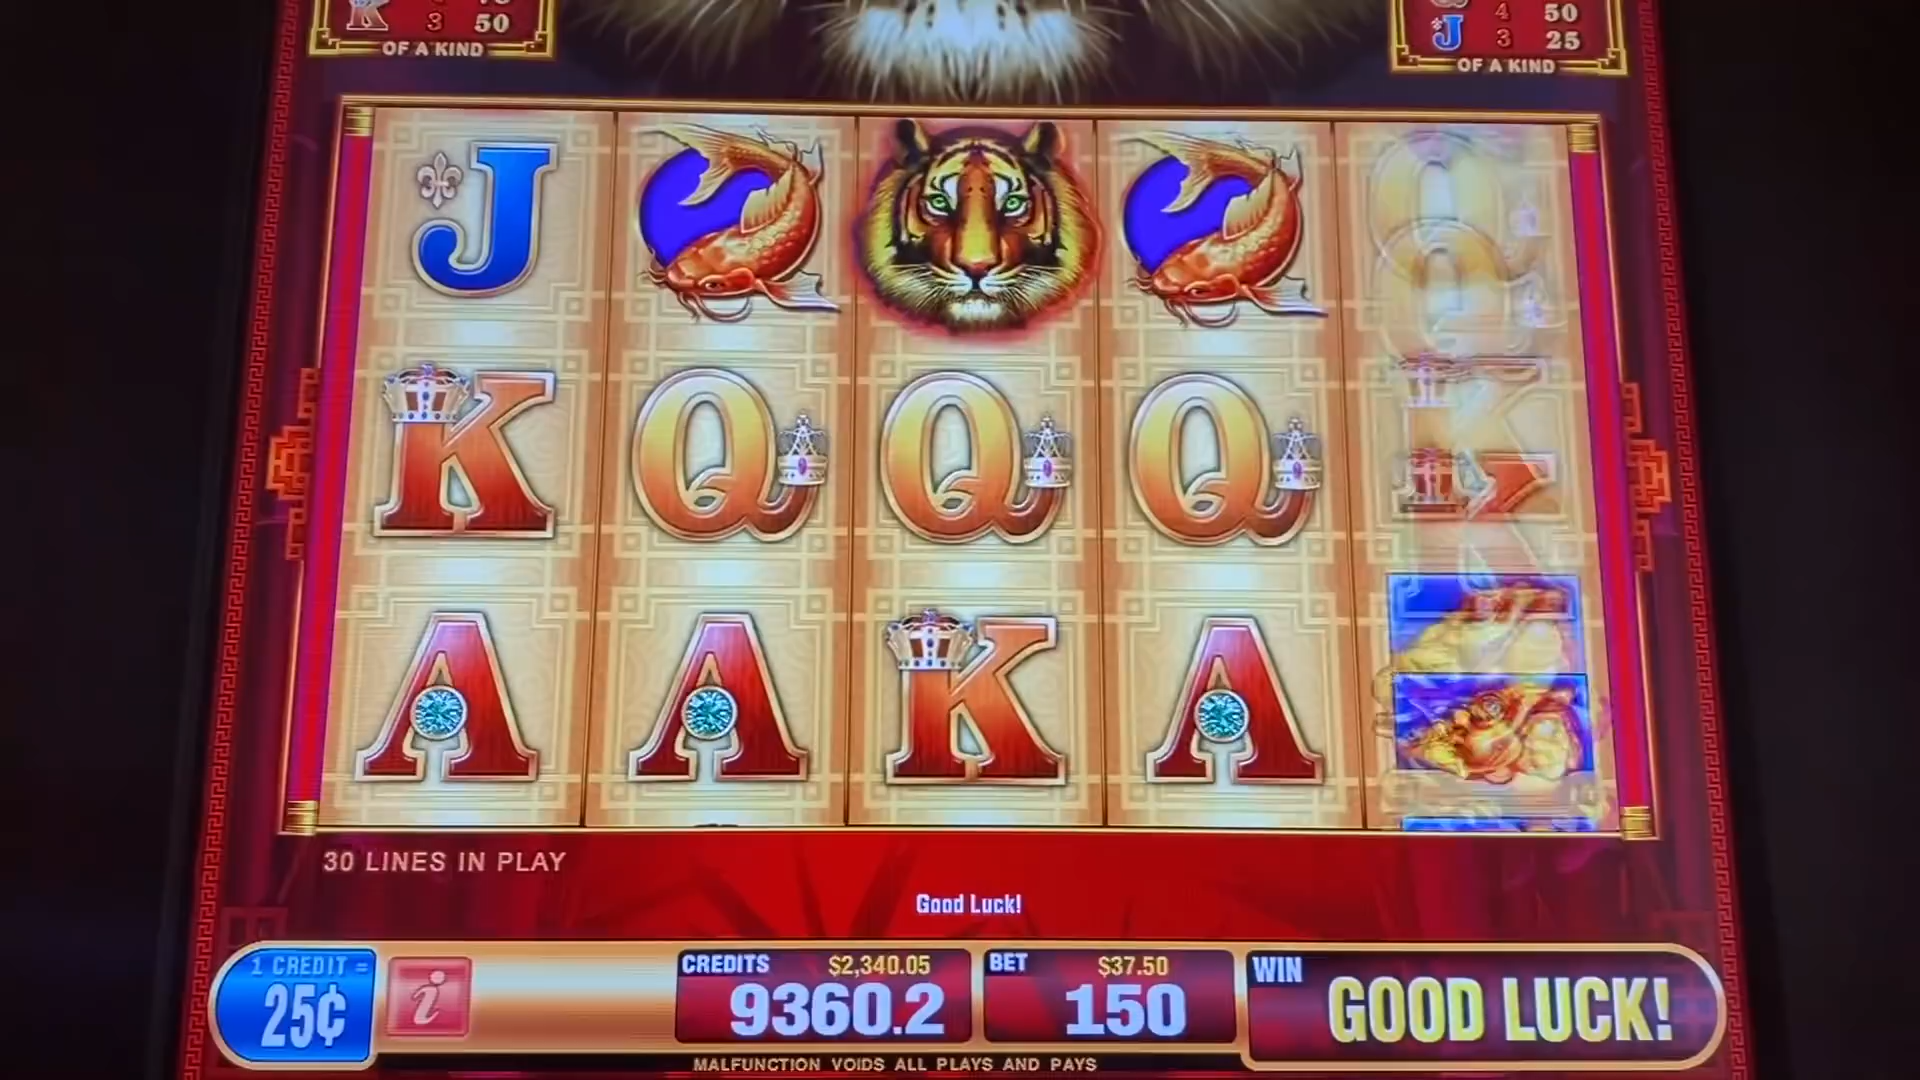 3 50
OF A KIND
4 50
J 3 25
OF A KIND
J
K Q Q Q
A A K A
30 LINES IN PLAY
Good Luck!
1 CREDIT =
25¢
i
CREDITS $2,340.05
9360.2
BET $37.50
150
WIN
GOOD LUCK!
MALFUNCTION VOIDS ALL PLAYS AND PAYS